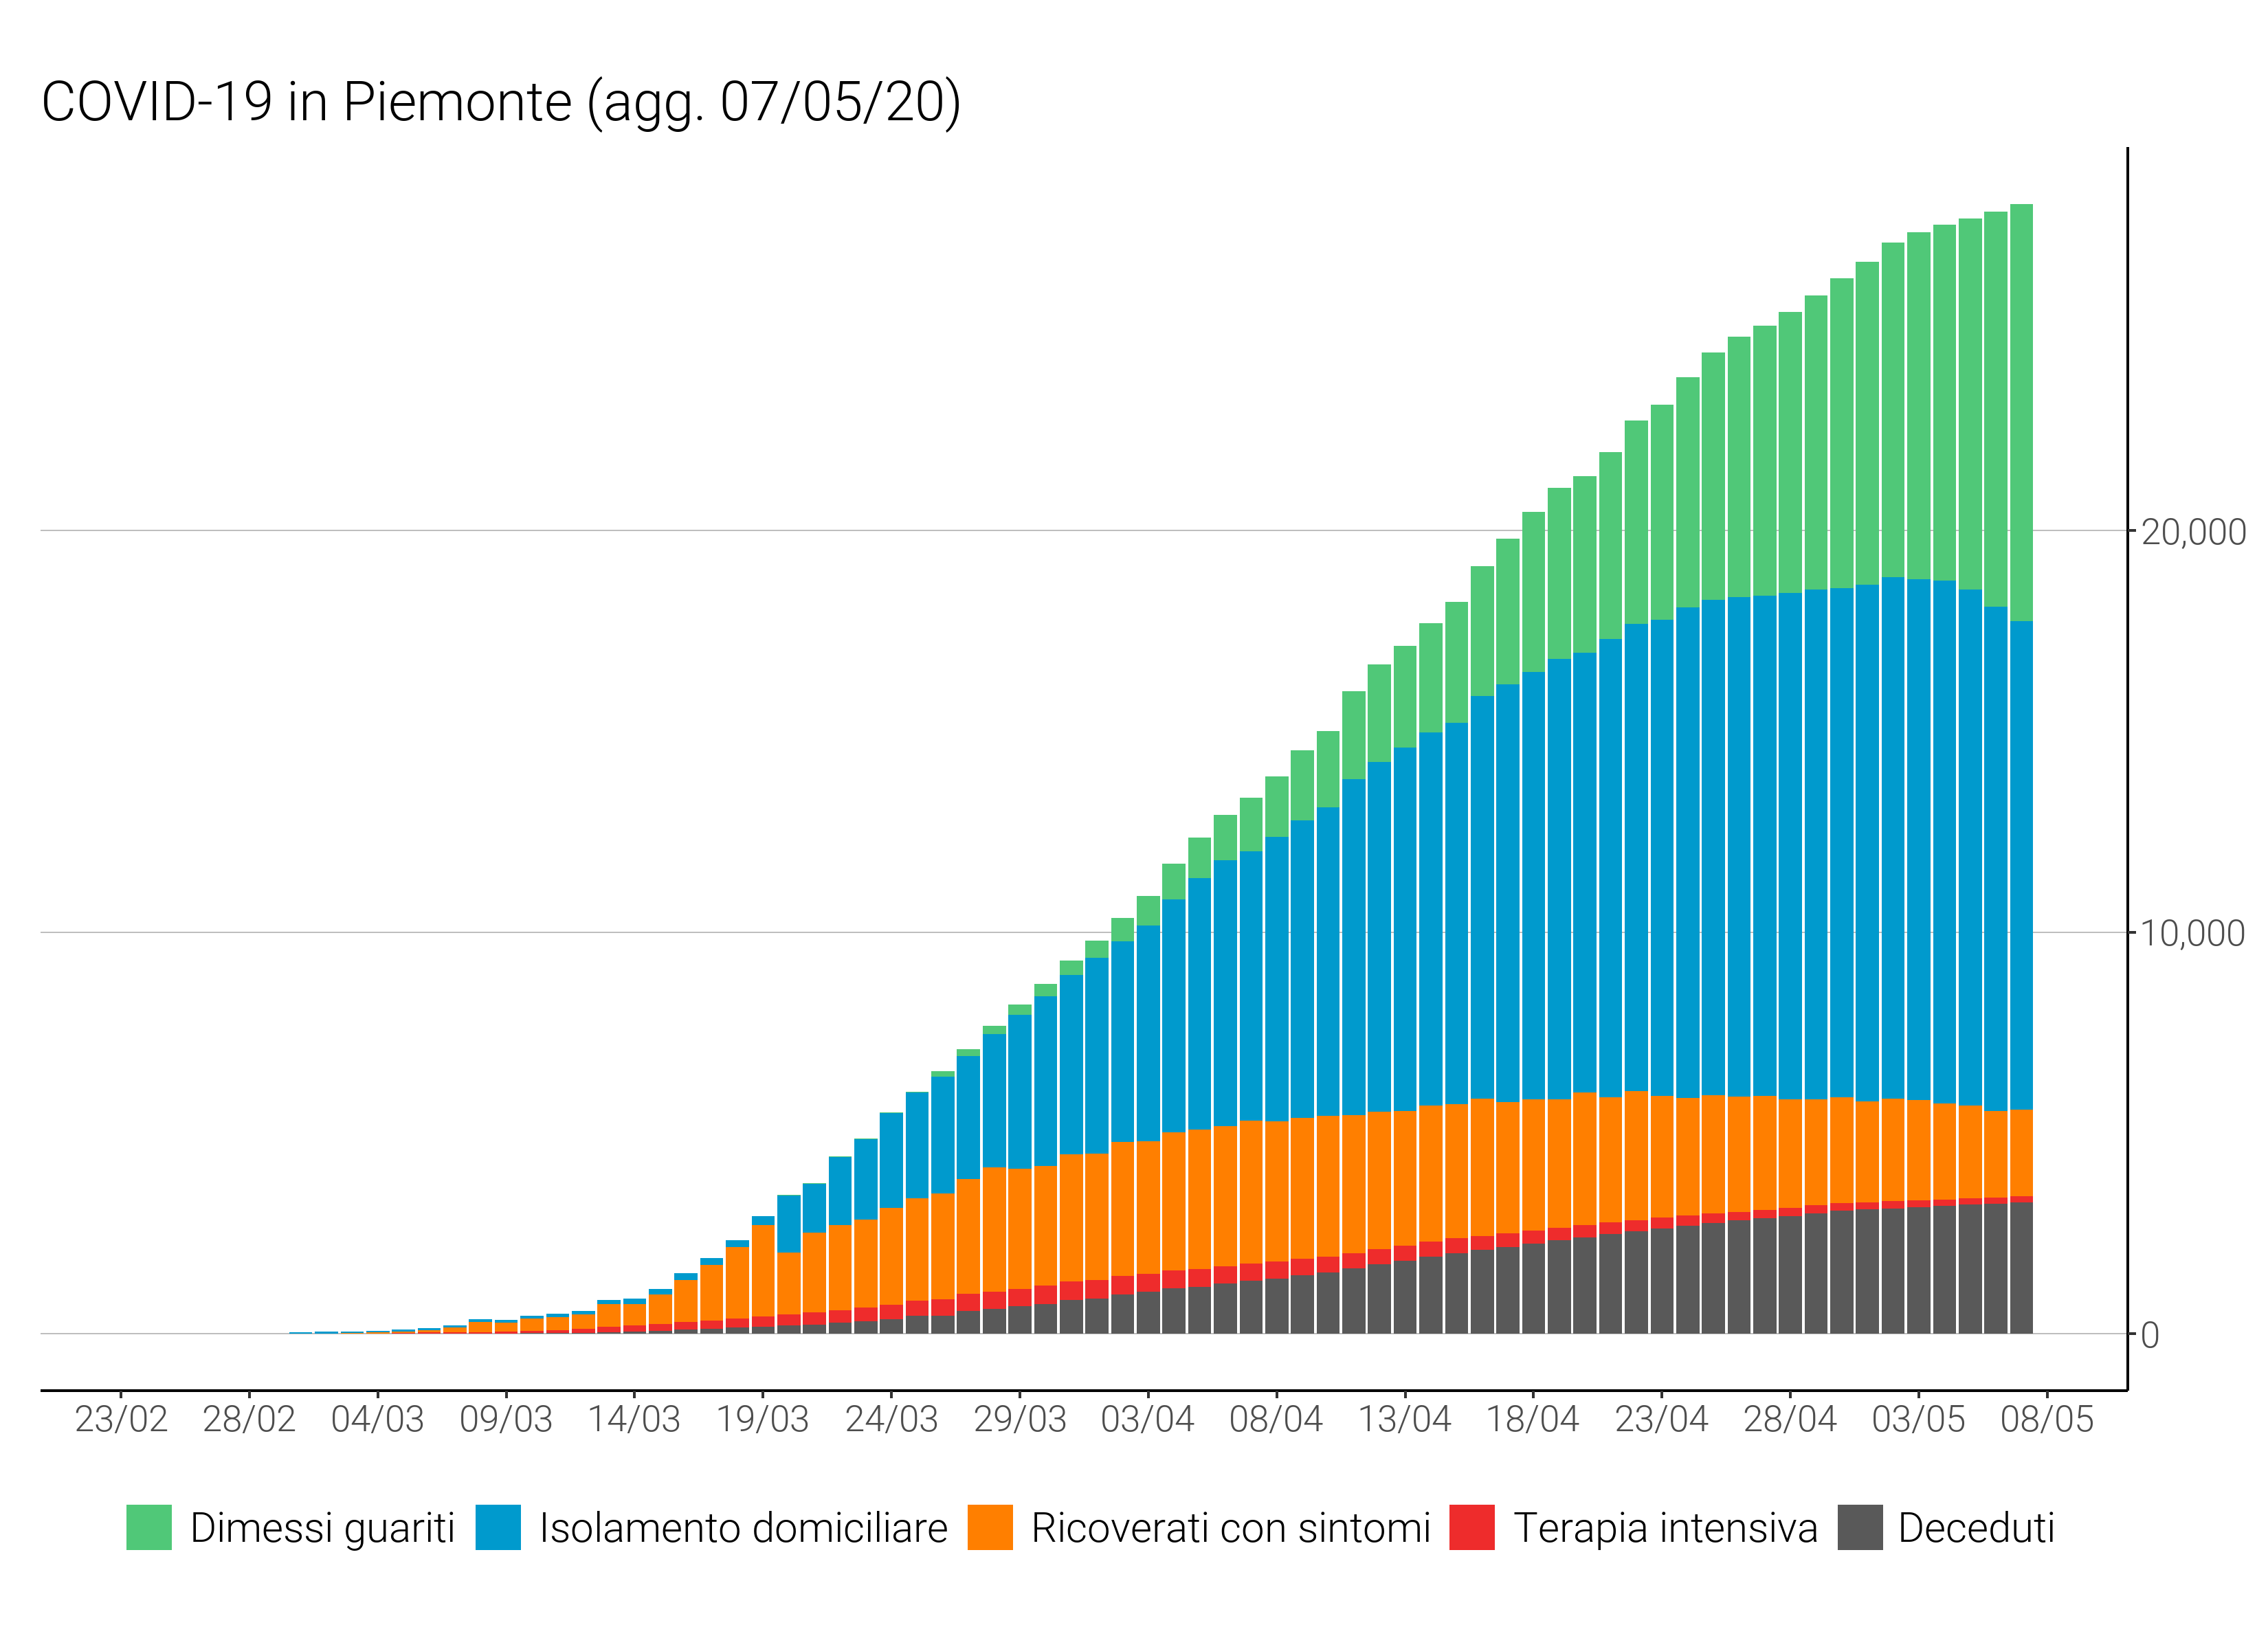 COVID-19 in Piemonte (agg. 07/05/20)
20,000
10,000
0
23/02 28/02 04/03 09/03 14/03 19/03 24/03 29/03 03/04 08/04 13/04 18/04 23/04 28/04 03/05 08/05
Dimessi guariti Isolamento domiciliare Ricoverati con sintomi Terapia intensiva Deceduti